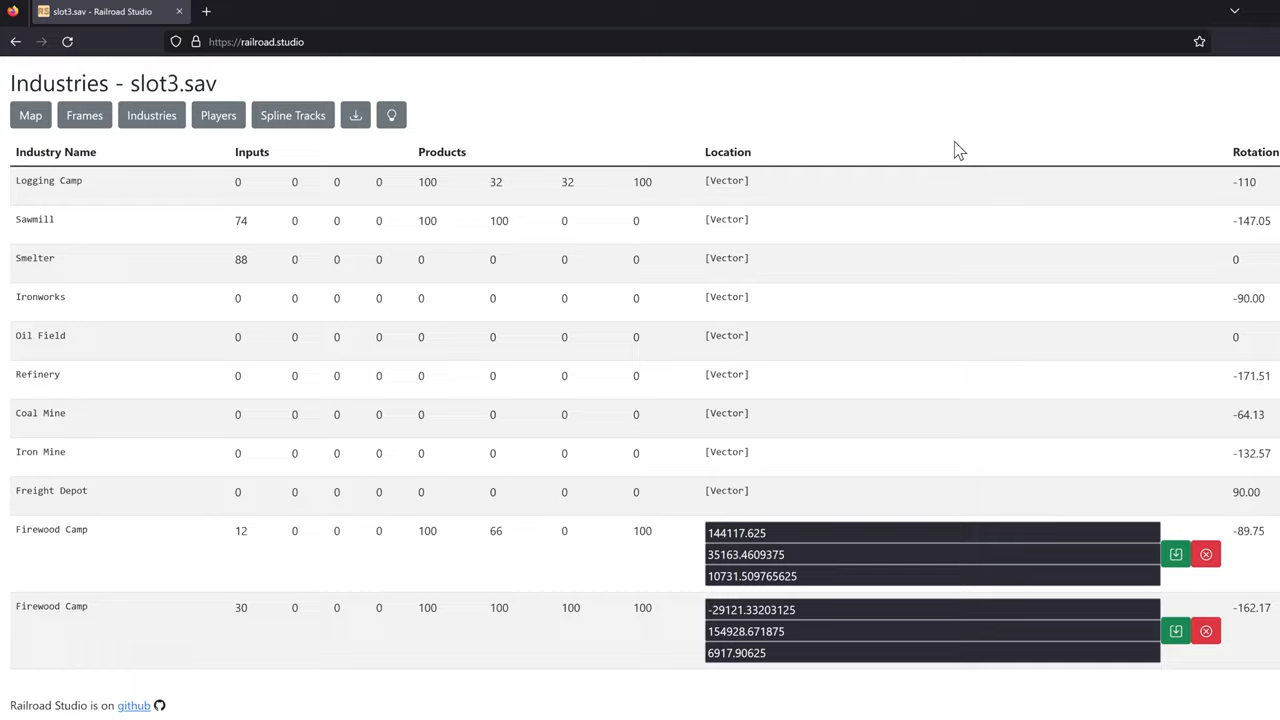 slot3.sav - Railroad Studio
https://railroad.studio
Industries - slot3.sav
Map Frames Industries Players Spline Tracks
Industry Name Inputs Products Location Rotation
Logging Camp 0 0 0 0 100 32 32 100 [Vector] -110
Sawmill 74 0 0 0 100 100 0 0 [Vector] -147.05
Smelter 88 0 0 0 0 0 0 0 [Vector] 0
Ironworks 0 0 0 0 0 0 0 0 [Vector] -90.00
Oil Field 0 0 0 0 0 0 0 0 [Vector] 0
Refinery 0 0 0 0 0 0 0 0 [Vector] -171.51
Coal Mine 0 0 0 0 0 0 0 0 [Vector] -64.13
Iron Mine 0 0 0 0 0 0 0 0 [Vector] -132.57
Freight Depot 0 0 0 0 0 0 0 0 [Vector] 90.00
Firewood Camp 12 0 0 0 100 66 0 100 144117.625 -89.75
35163.4609375
10731.509765625
Firewood Camp 30 0 0 0 100 100 100 100 -29121.33203125 -162.17
154928.671875
6917.90625
Railroad Studio is on github